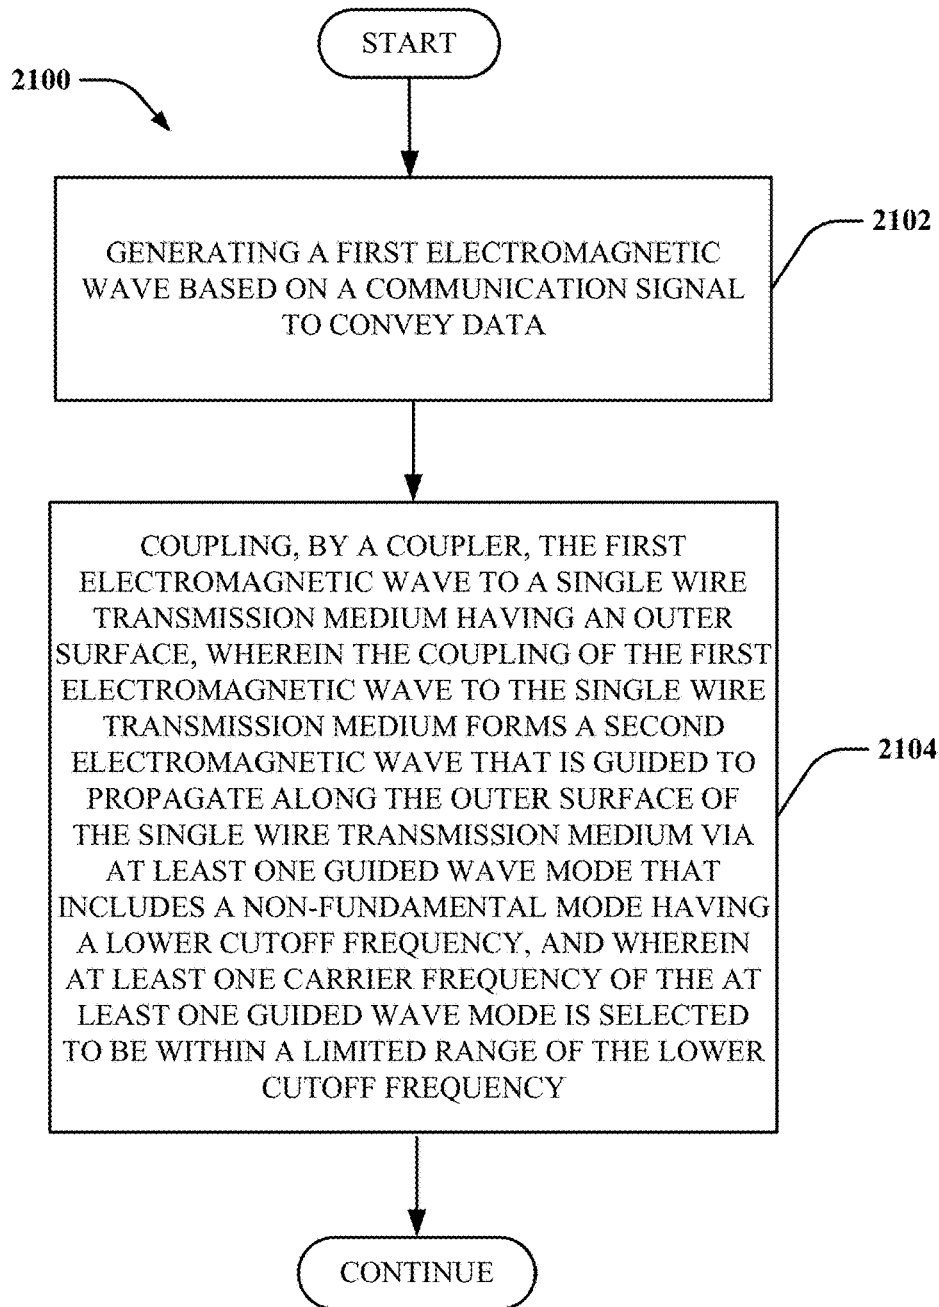 START
2100
GENERATING A FIRST ELECTROMAGNETIC
WAVE BASED ON A COMMUNICATION SIGNAL
TO CONVEY DATA
2102
COUPLING, BY A COUPLER, THE FIRST
ELECTROMAGNETIC WAVE TO A SINGLE WIRE
TRANSMISSION MEDIUM HAVING AN OUTER
SURFACE, WHEREIN THE COUPLING OF THE FIRST
ELECTROMAGNETIC WAVE TO THE SINGLE WIRE
TRANSMISSION MEDIUM FORMS A SECOND
ELECTROMAGNETIC WAVE THAT IS GUIDED TO
PROPAGATE ALONG THE OUTER SURFACE OF
THE SINGLE WIRE TRANSMISSION MEDIUM VIA
AT LEAST ONE GUIDED WAVE MODE THAT
INCLUDES A NON-FUNDAMENTAL MODE HAVING
A LOWER CUTOFF FREQUENCY, AND WHEREIN
AT LEAST ONE CARRIER FREQUENCY OF THE AT
LEAST ONE GUIDED WAVE MODE IS SELECTED
TO BE WITHIN A LIMITED RANGE OF THE LOWER
CUTOFF FREQUENCY
2104
CONTINUE